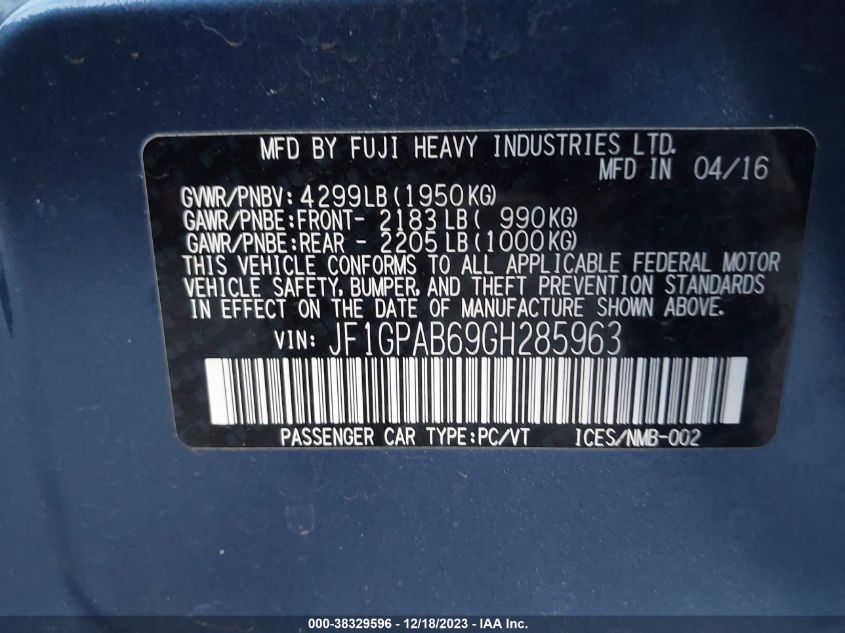 MFD BY FUJI HEAVY INDUSTRIES LTD.
MFD IN 04/16
GVWR/PNBV: 4299LB (1950KG)
GAWR/PNBE:FRONT- 2183 LB ( 990KG)
GAWR/PNBE:REAR - 2205 LB (1000KG)
THIS VEHICLE CONFORMS TO ALL APPLICABLE FEDERAL MOTOR
VEHICLE SAFETY, BUMPER, AND THEFT PREVENTION STANDARDS
IN EFFECT ON THE DATE OF MANUFACTURE SHOWN ABOVE.
VIN: JF1GPAB69GH285963
PASSENGER CAR TYPE:PC/VT ICES/NMB-002
000-38329596 - 12/18/2023 - IAA Inc.